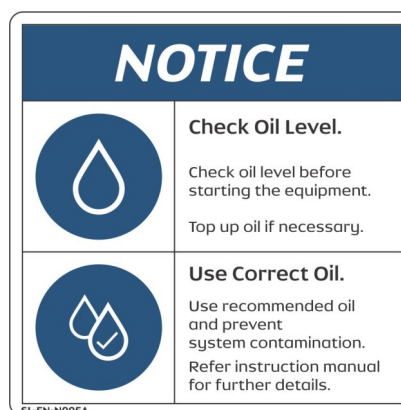 NOTICE
Check Oil Level.
Check oil level before
starting the equipment.
Top up oil if necessary.
Use Correct Oil.
Use recommended oil
and prevent
system contamination.
Refer instruction manual
for further details.